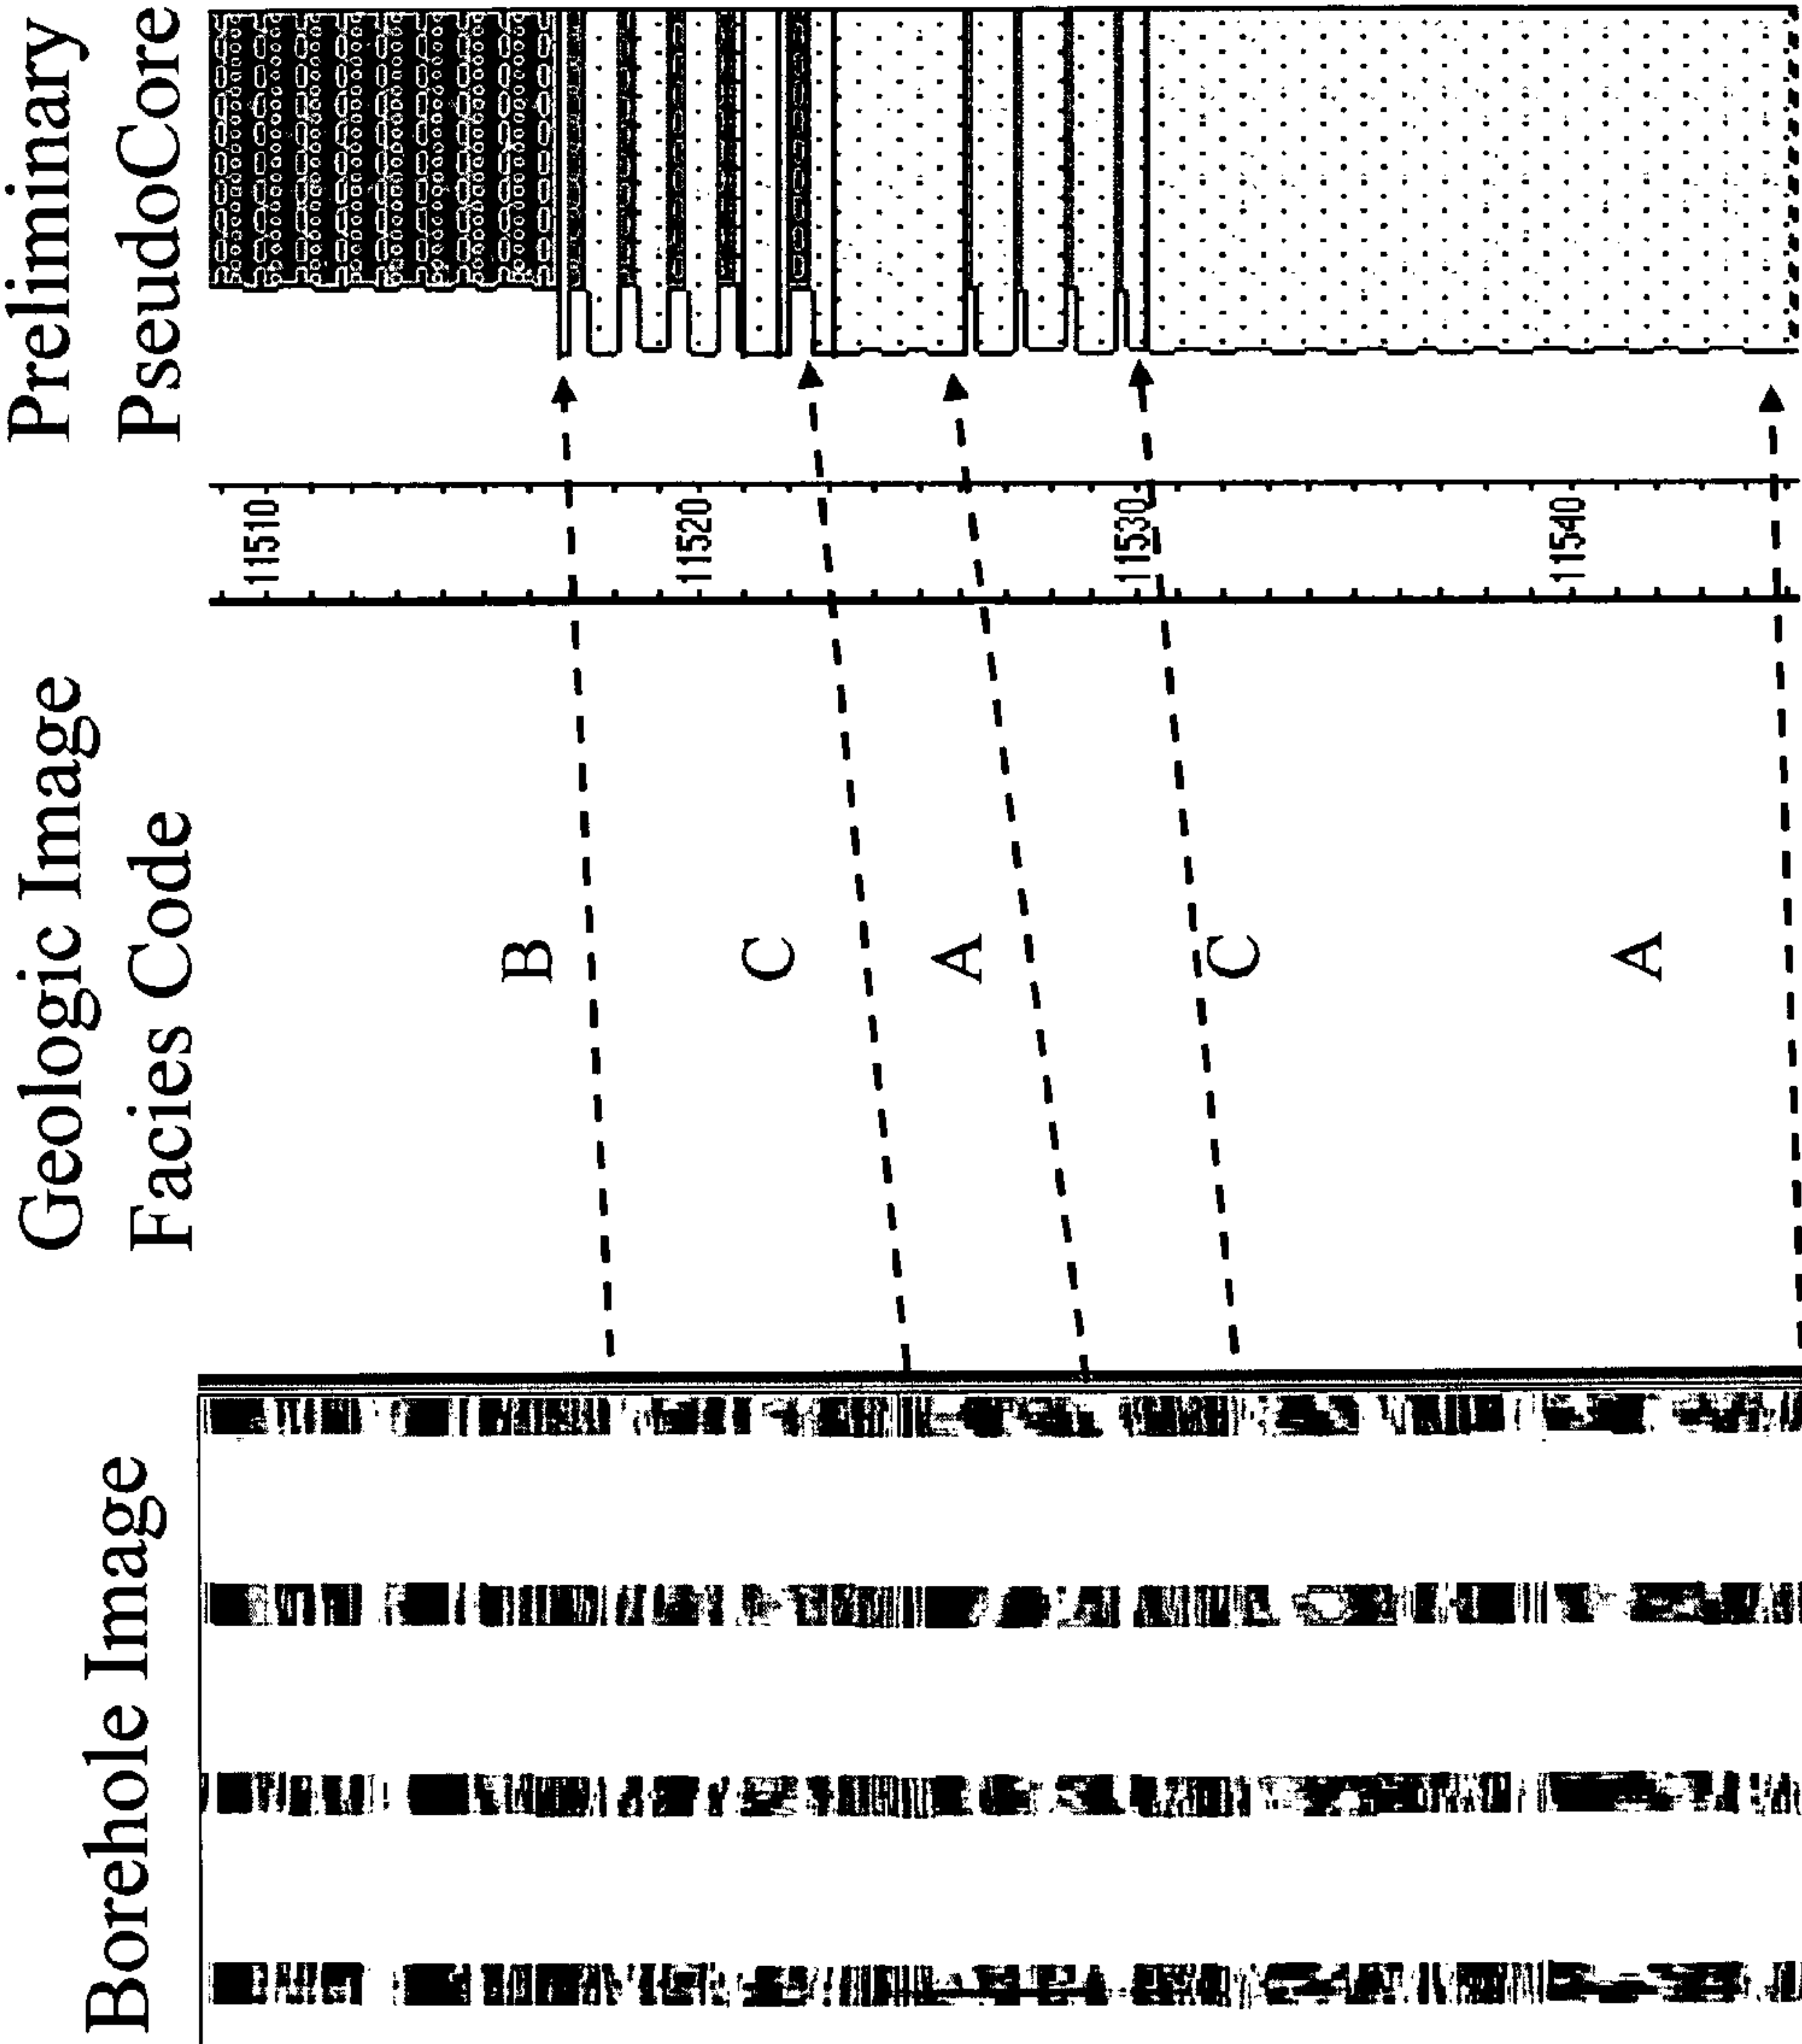 Borehole Image
Geologic Image
Facies Code
Preliminary
PseudoCore
B
C
A
C
A
11510
11520
11530
11540